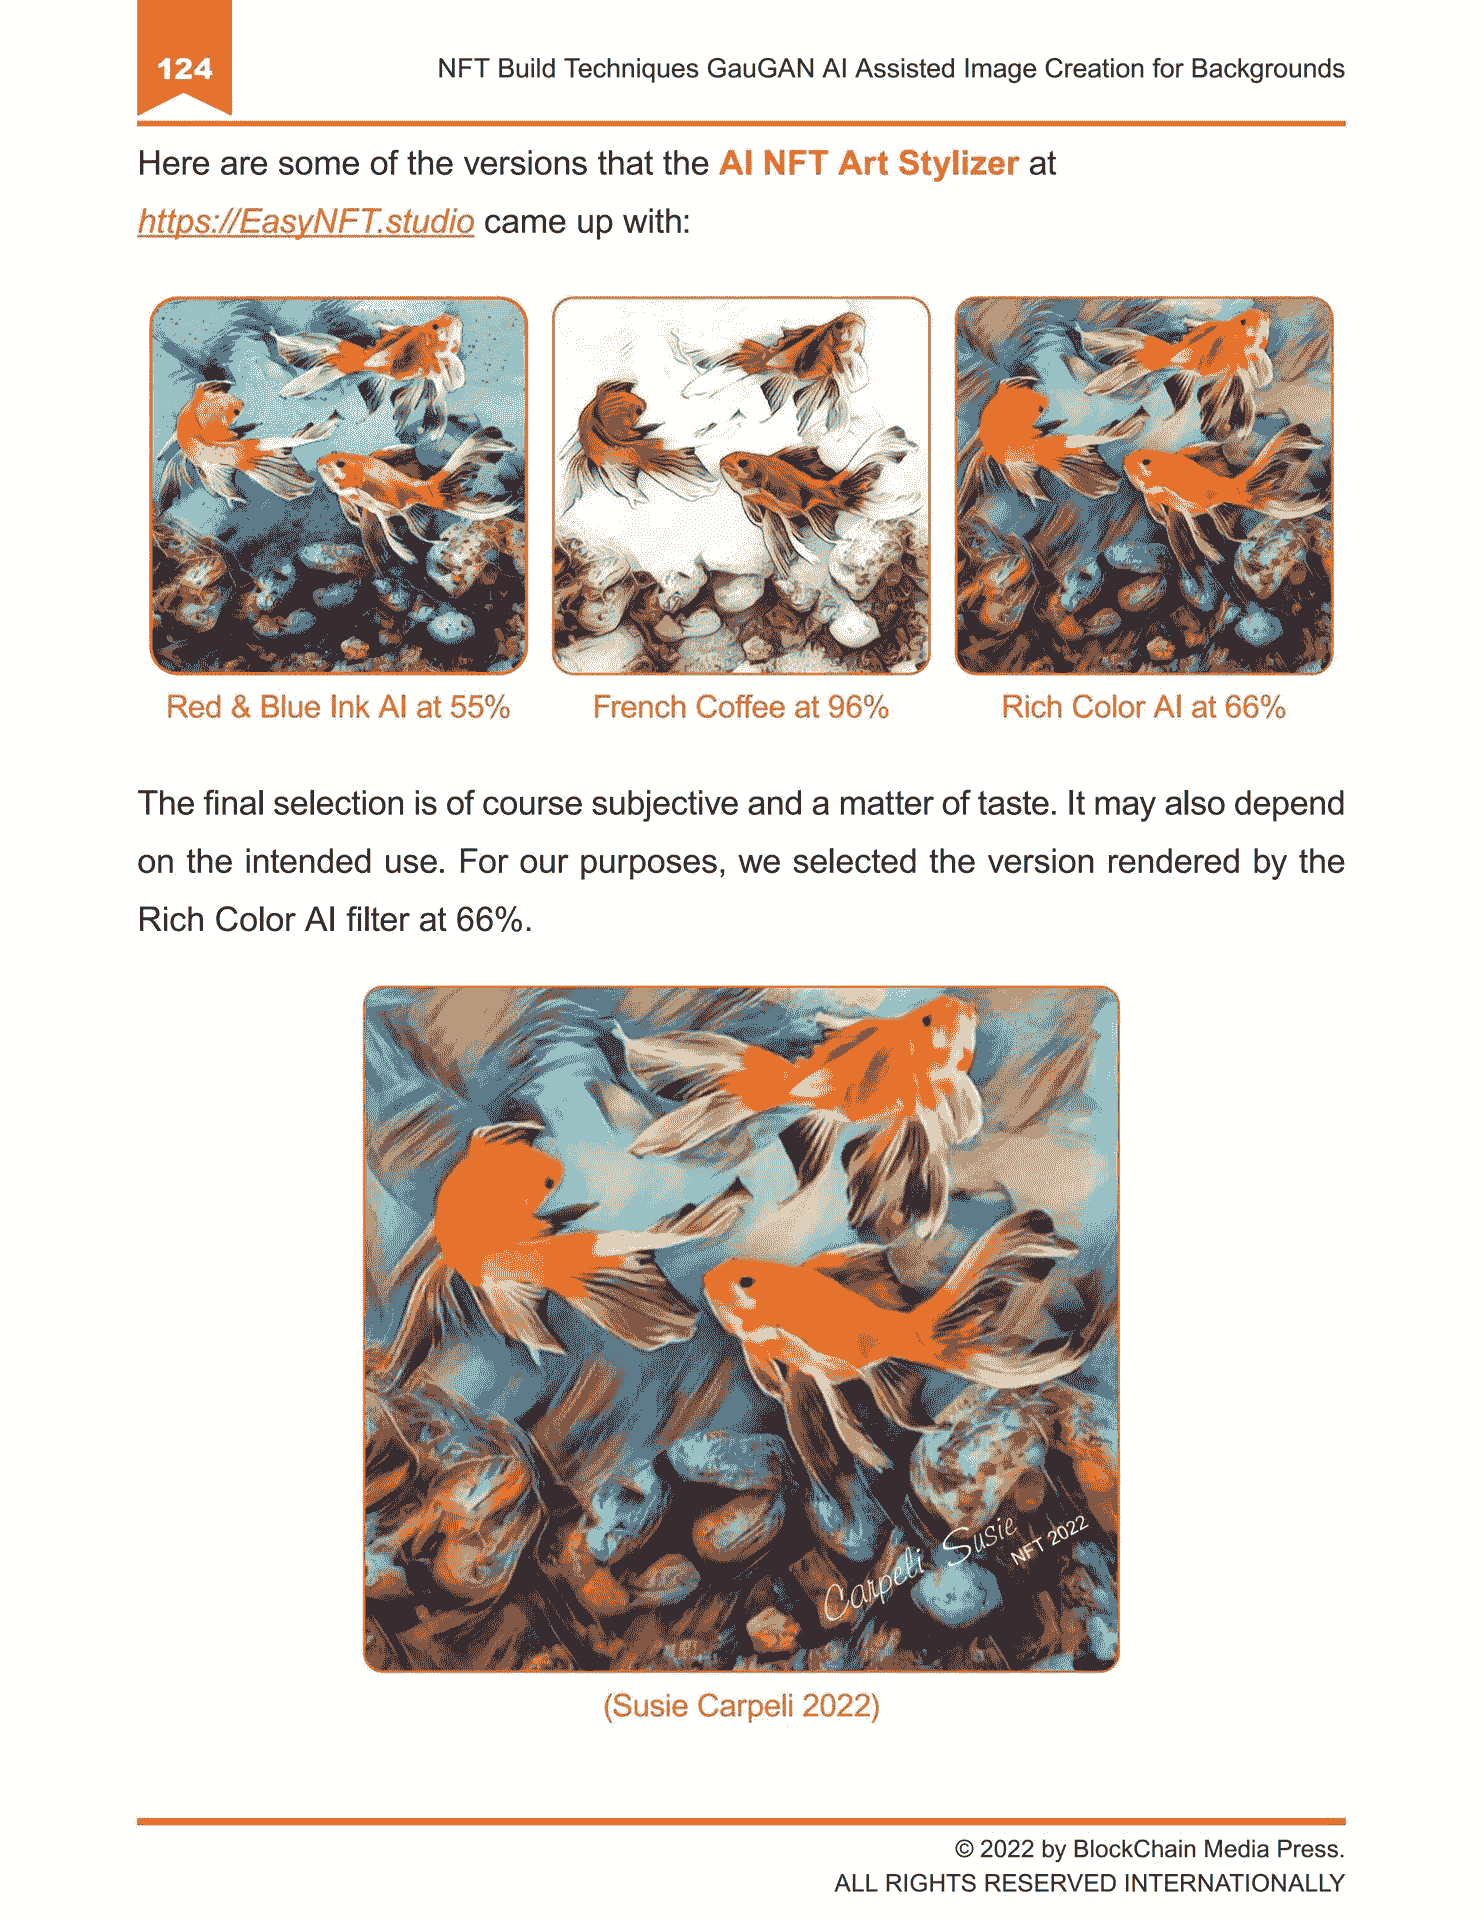 124
NFT Build Techniques GauGAN AI Assisted Image Creation for Backgrounds
Here are some of the versions that the AI NFT Art Stylizer at
https://EasyNFT.studio came up with:
Red & Blue Ink AI at 55%
French Coffee at 96%
Rich Color AI at 66%
The final selection is of course subjective and a matter of taste. It may also depend
on the intended use. For our purposes, we selected the version rendered by the
Rich Color AI filter at 66%.
Carpeli Susie
NFT 2022
(Susie Carpeli 2022)
© 2022 by BlockChain Media Press.
ALL RIGHTS RESERVED INTERNATIONALLY